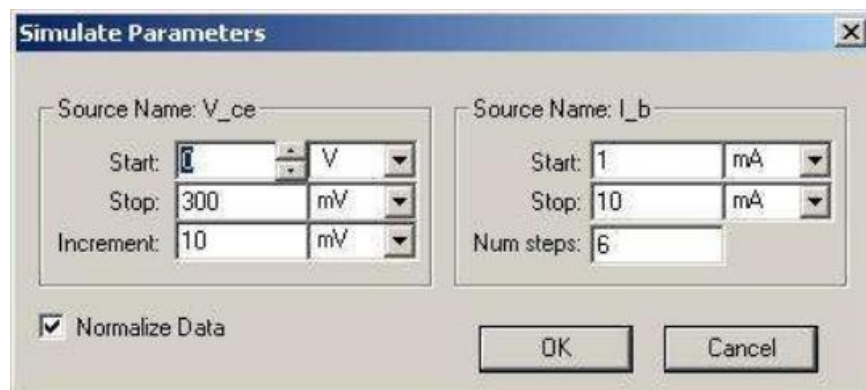 Simulate Parameters
Source Name: V_ce
Start: 0 V
Stop: 300 mV
Increment: 10 mV
Source Name: I_b
Start: 1 mA
Stop: 10 mA
Num steps: 6
Normalize Data
OK
Cancel